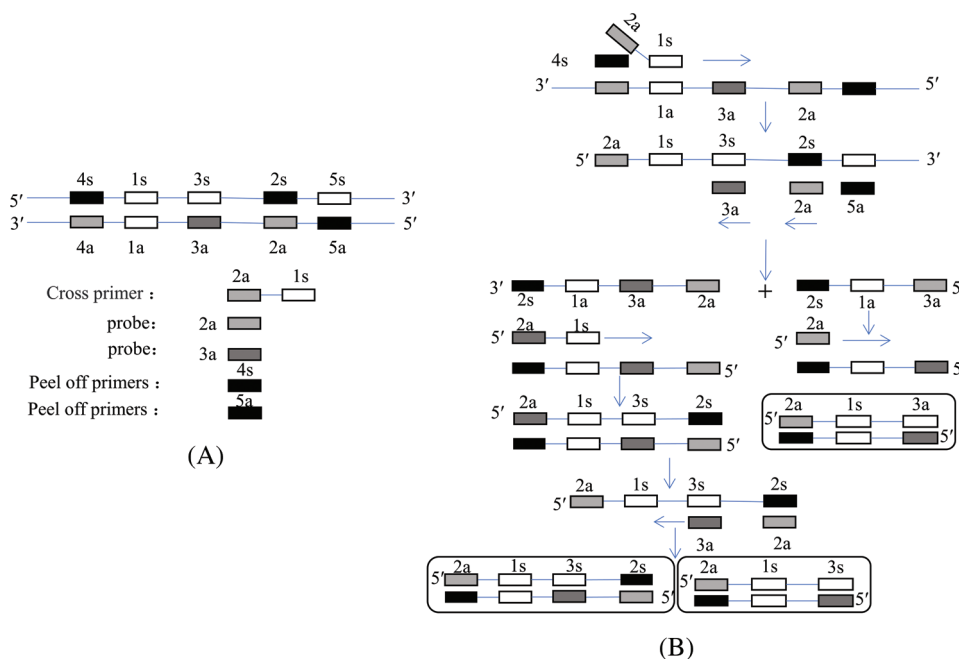 4s 1s 3s 2s 5s
5′ 3′
3′ 5′
4a 1a 3a 2a 5a
2a 1s
Cross primer :
probe: 2a
probe: 3a
4s
Peel off primers :
5a
Peel off primers :
(A)
2a
1s
4s
3′ 5′
1a 3a 2a
2a 1s 3s 2s
5′ 3′
3a 2a 5a
3′ + 5
2s 1a 3a 2a 2s 1a 3a
2a 1s 2a
5′ 5′
5′ 5
2a 1s 3s 2s 2a 1s 3a
5′ 5′
5′ 5′
2a 1s 3s 2s
5′
3a 2a
2a 1s 3s 2s 2a 1s 3s
5′ 5′
5′ 5′
(B)